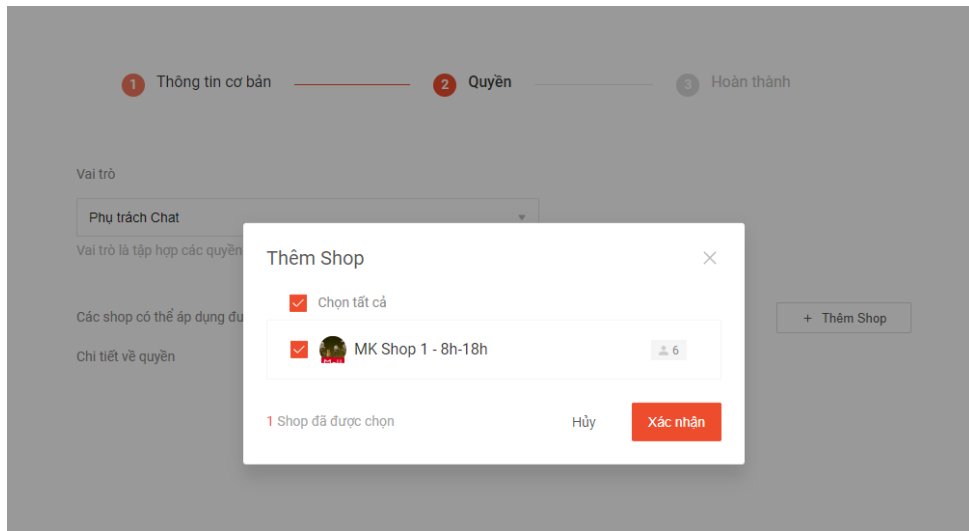 1 Thông tin cơ bản
2 Quyền
3 Hoàn thành
Vai trò
Phụ trách Chat
Vai trò là tập hợp các quyền
Các shop có thể áp dụng đư
+ Thêm Shop
Chi tiết về quyền
Thêm Shop
Chọn tất cả
MK Shop 1 - 8h-18h
6
1 Shop đã được chọn
Hủy
Xác nhận